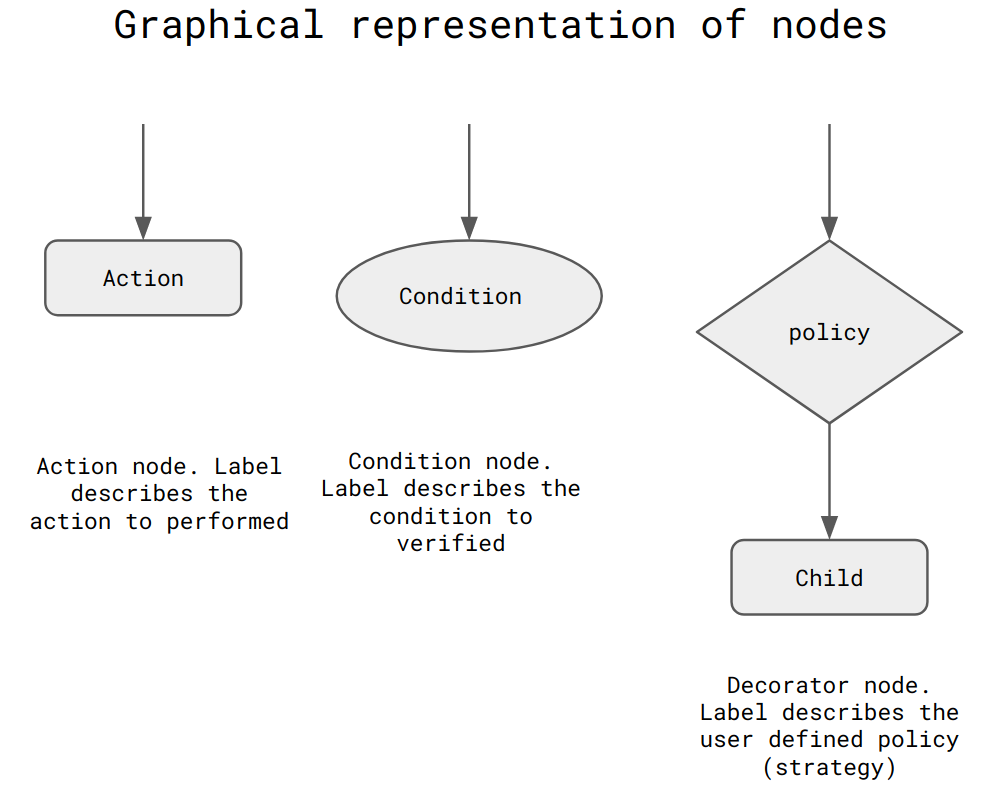 Graphical representation of nodes
Action
Condition
policy
Action node. Label
describes the
action to performed
Condition node.
Label describes the
condition to
verified
Child
Decorator node.
Label describes the
user defined policy
(strategy)